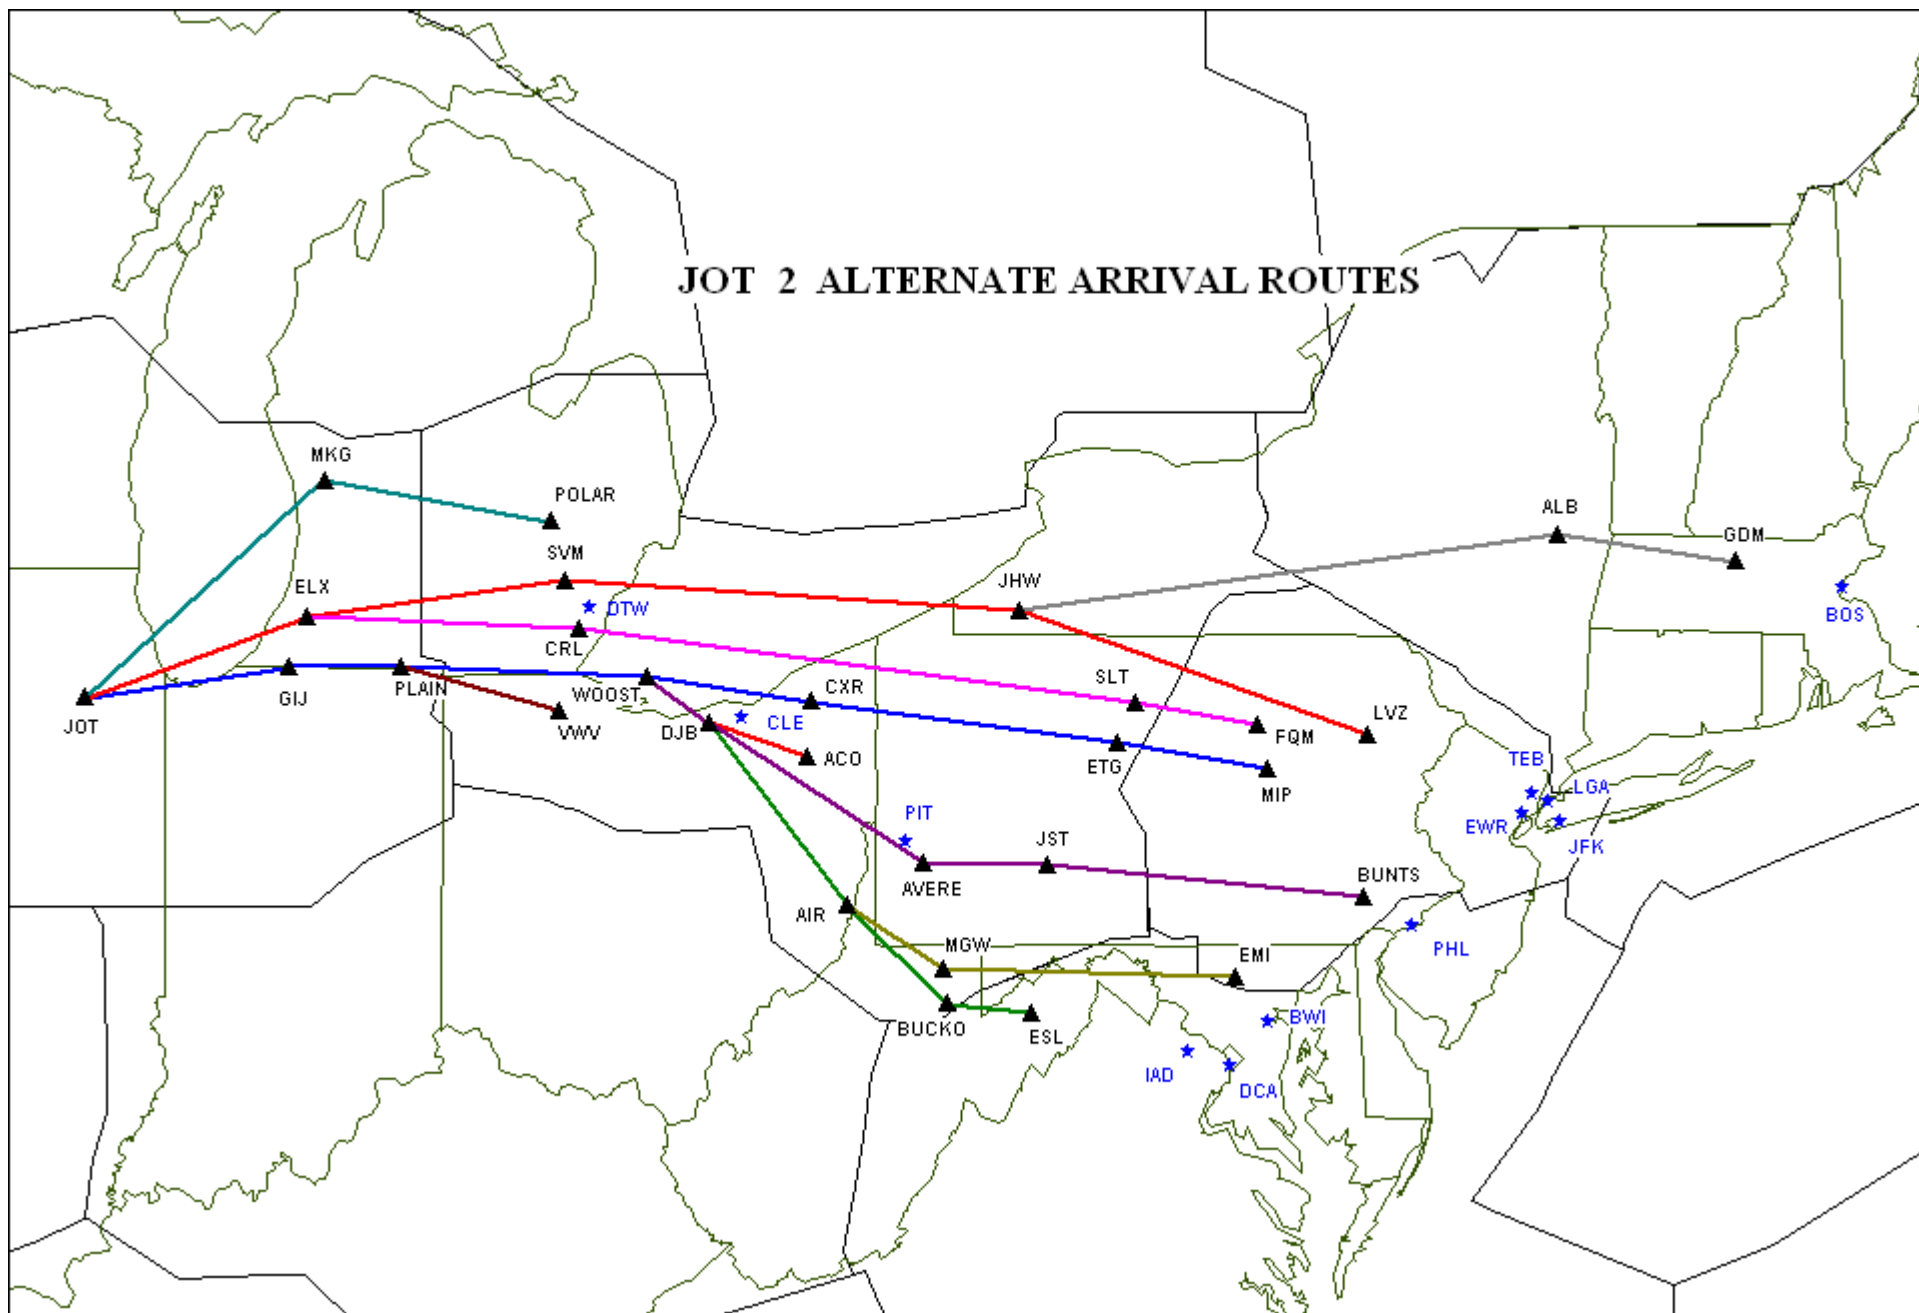 JOT 2 ALTERNATE ARRIVAL ROUTES
MKG
POLAR
SVM
ALB
GDM
ELX
DTW
JHW
BOS
CRL
GIJ
PLAIN
WOOST
CXR
SLT
JOT
VWV
DJB
CLE
ACO
LVZ
FQM
ETG
MIP
TEB
LGA
EWR
JFK
PIT
JST
AVERE
BUNTS
AIR
MGW
EMI
PHL
BUCKO
ESL
BWI
IAD
DCA